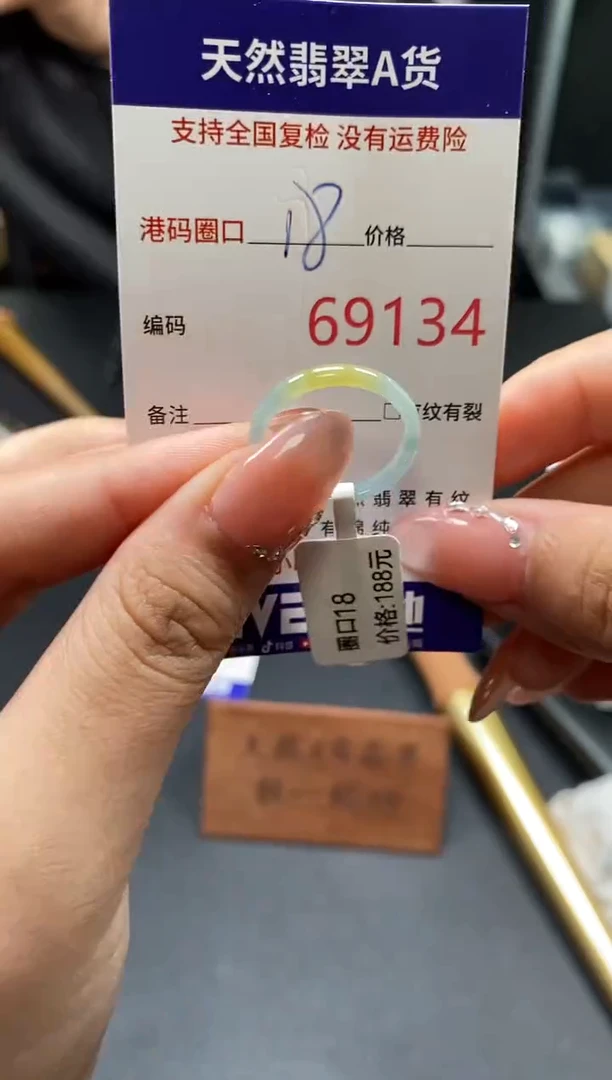 天然翡翠A货
支持全国复检 没有运费险
港码圈口 18 价格
编码 69134
备注 纹有裂
翡翠有纹
圈口18
价格:188元